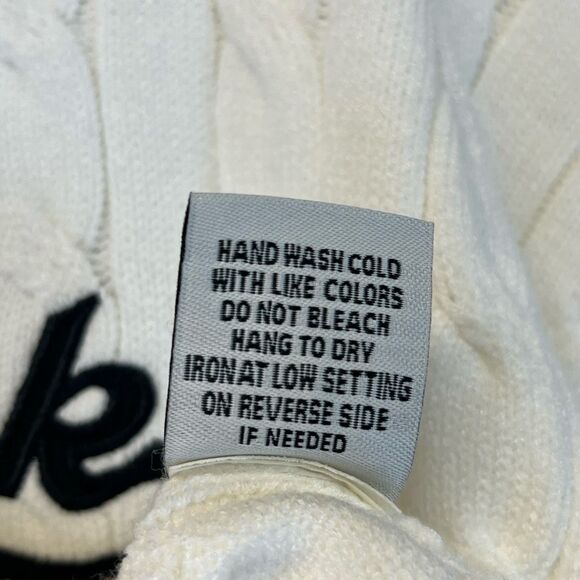 HAND WASH COLD
WITH LIKE COLORS
DO NOT BLEACH
HANG TO DRY
IRON AT LOW SETTING
ON REVERSE SIDE
IF NEEDED
k